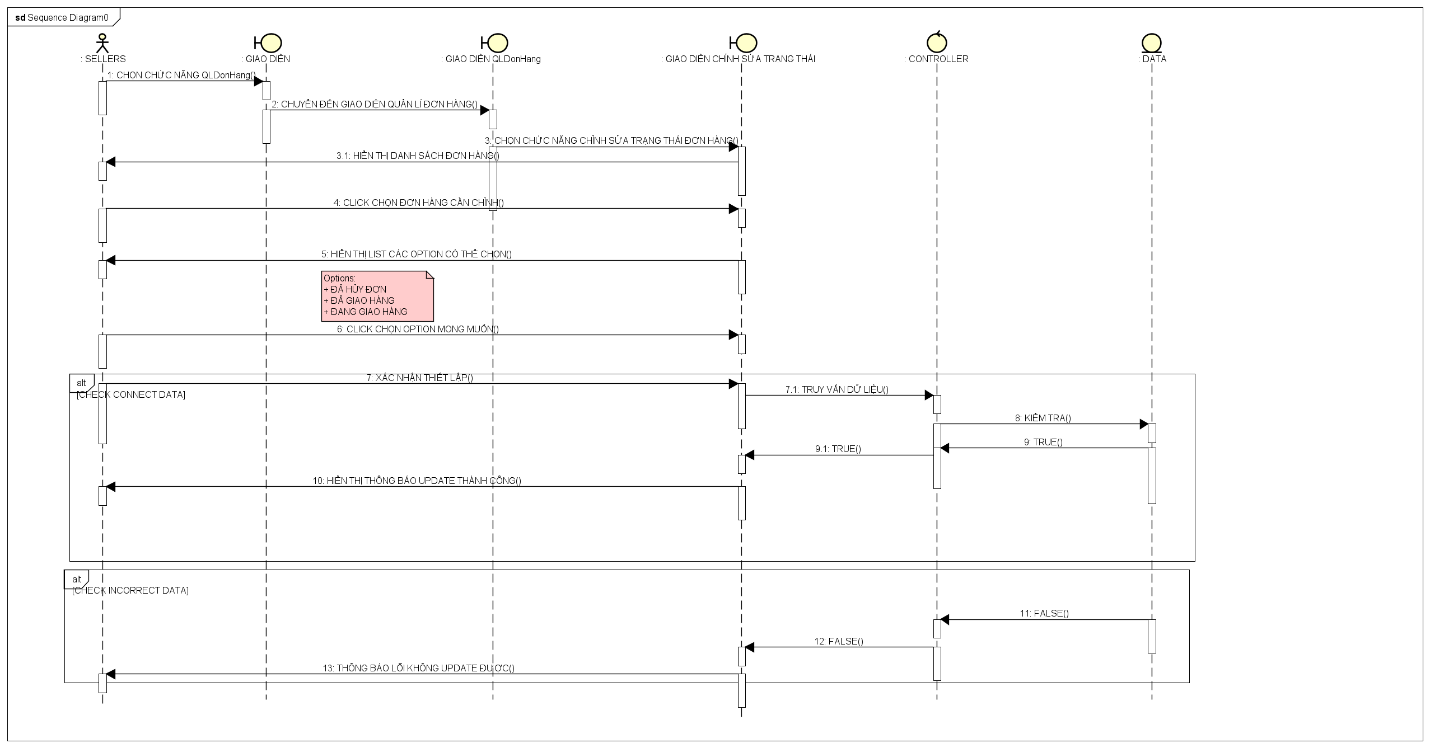 sd Sequence Diagram0
: SELLERS
: GIAO DIỆN
: GIAO DIỆN QLDonHang
: GIAO DIỆN CHỈNH SỬA TRẠNG THÁI
: CONTROLLER
: DATA
1: CHỌN CHỨC NĂNG QLDonHang()
2: CHUYỂN ĐẾN GIAO DIỆN QUẢN LÍ ĐƠN HÀNG()
3: CHỌN CHỨC NĂNG CHỈNH SỬA TRẠNG THÁI ĐƠN HÀNG()
3.1: HIỂN THỊ DANH SÁCH ĐƠN HÀNG()
4: CLICK CHỌN ĐƠN HÀNG CẦN CHỈNH()
5: HIỂN THỊ LIST CÁC OPTION CÓ THỂ CHỌN()
Options:
+ ĐÃ HỦY ĐƠN
+ ĐÃ GIAO HÀNG
+ ĐANG GIAO HÀNG
6: CLICK CHỌN OPTION MONG MUỐN()
alt
[CHECK CONNECT DATA]
7: XÁC NHẬN THIẾT LẬP()
7.1: TRUY VẤN DỮ LIỆU()
8: KIỂM TRA()
9: TRUE()
9.1: TRUE()
10: HIỂN THỊ THÔNG BÁO UPDATE THÀNH CÔNG()
alt
[CHECK INCORRECT DATA]
11: FALSE()
12: FALSE()
13: THÔNG BÁO LỖI KHÔNG UPDATE ĐƯỢC()